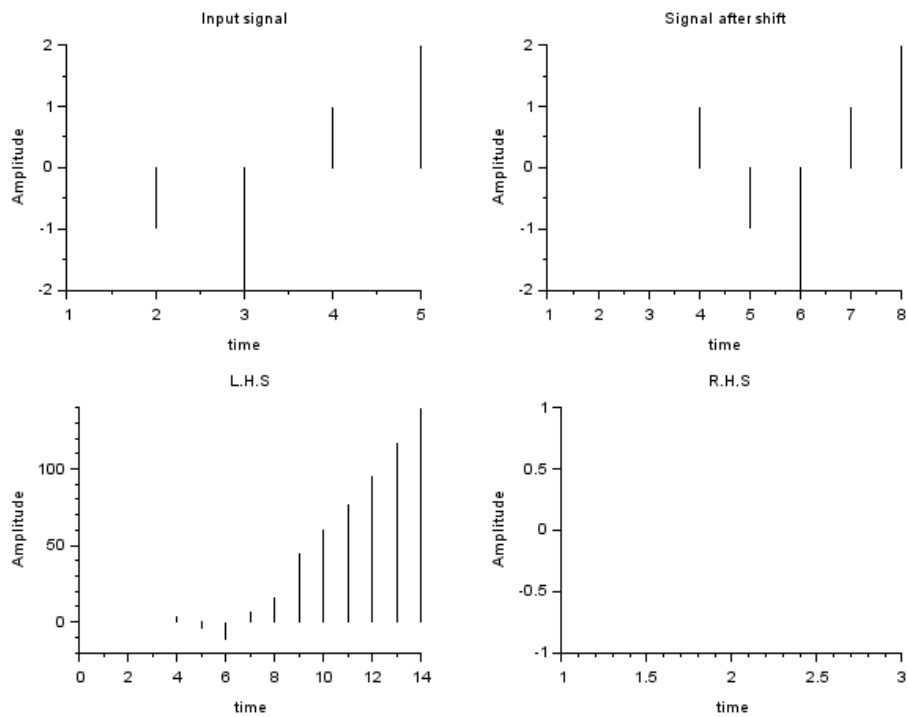 Input signal
Amplitude
2
1
0
-1
-2
1 2 3 4 5
time
Signal after shift
Amplitude
2
1
0
-1
-2
1 2 3 4 5 6 7 8
time
L.H.S
Amplitude
100
50
0
0 2 4 6 8 10 12 14
time
R.H.S
Amplitude
1
0.5
0
-0.5
-1
1 1.5 2 2.5 3
time